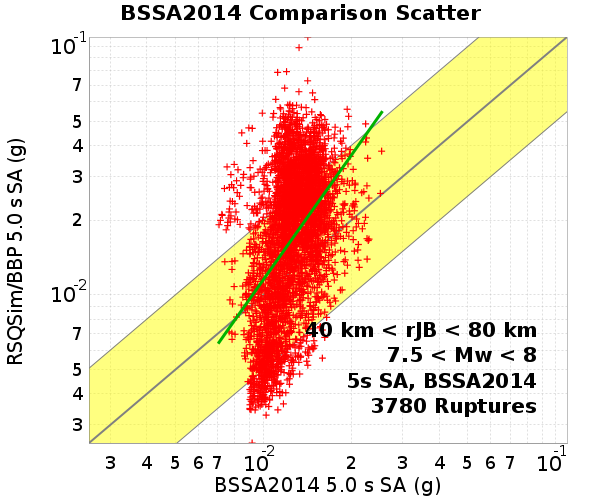 BSSA2014 Comparison Scatter
RSQSim/BBP 5.0 s SA (g)
10-1
7
5
4
3
2
10-2
7
5
4
3
40 km < rJB < 80 km
7.5 < Mw < 8
5s SA, BSSA2014
3780 Ruptures
3 4 5 6 7 10-2 2 3 4 5 6 7 10-1
BSSA2014 5.0 s SA (g)